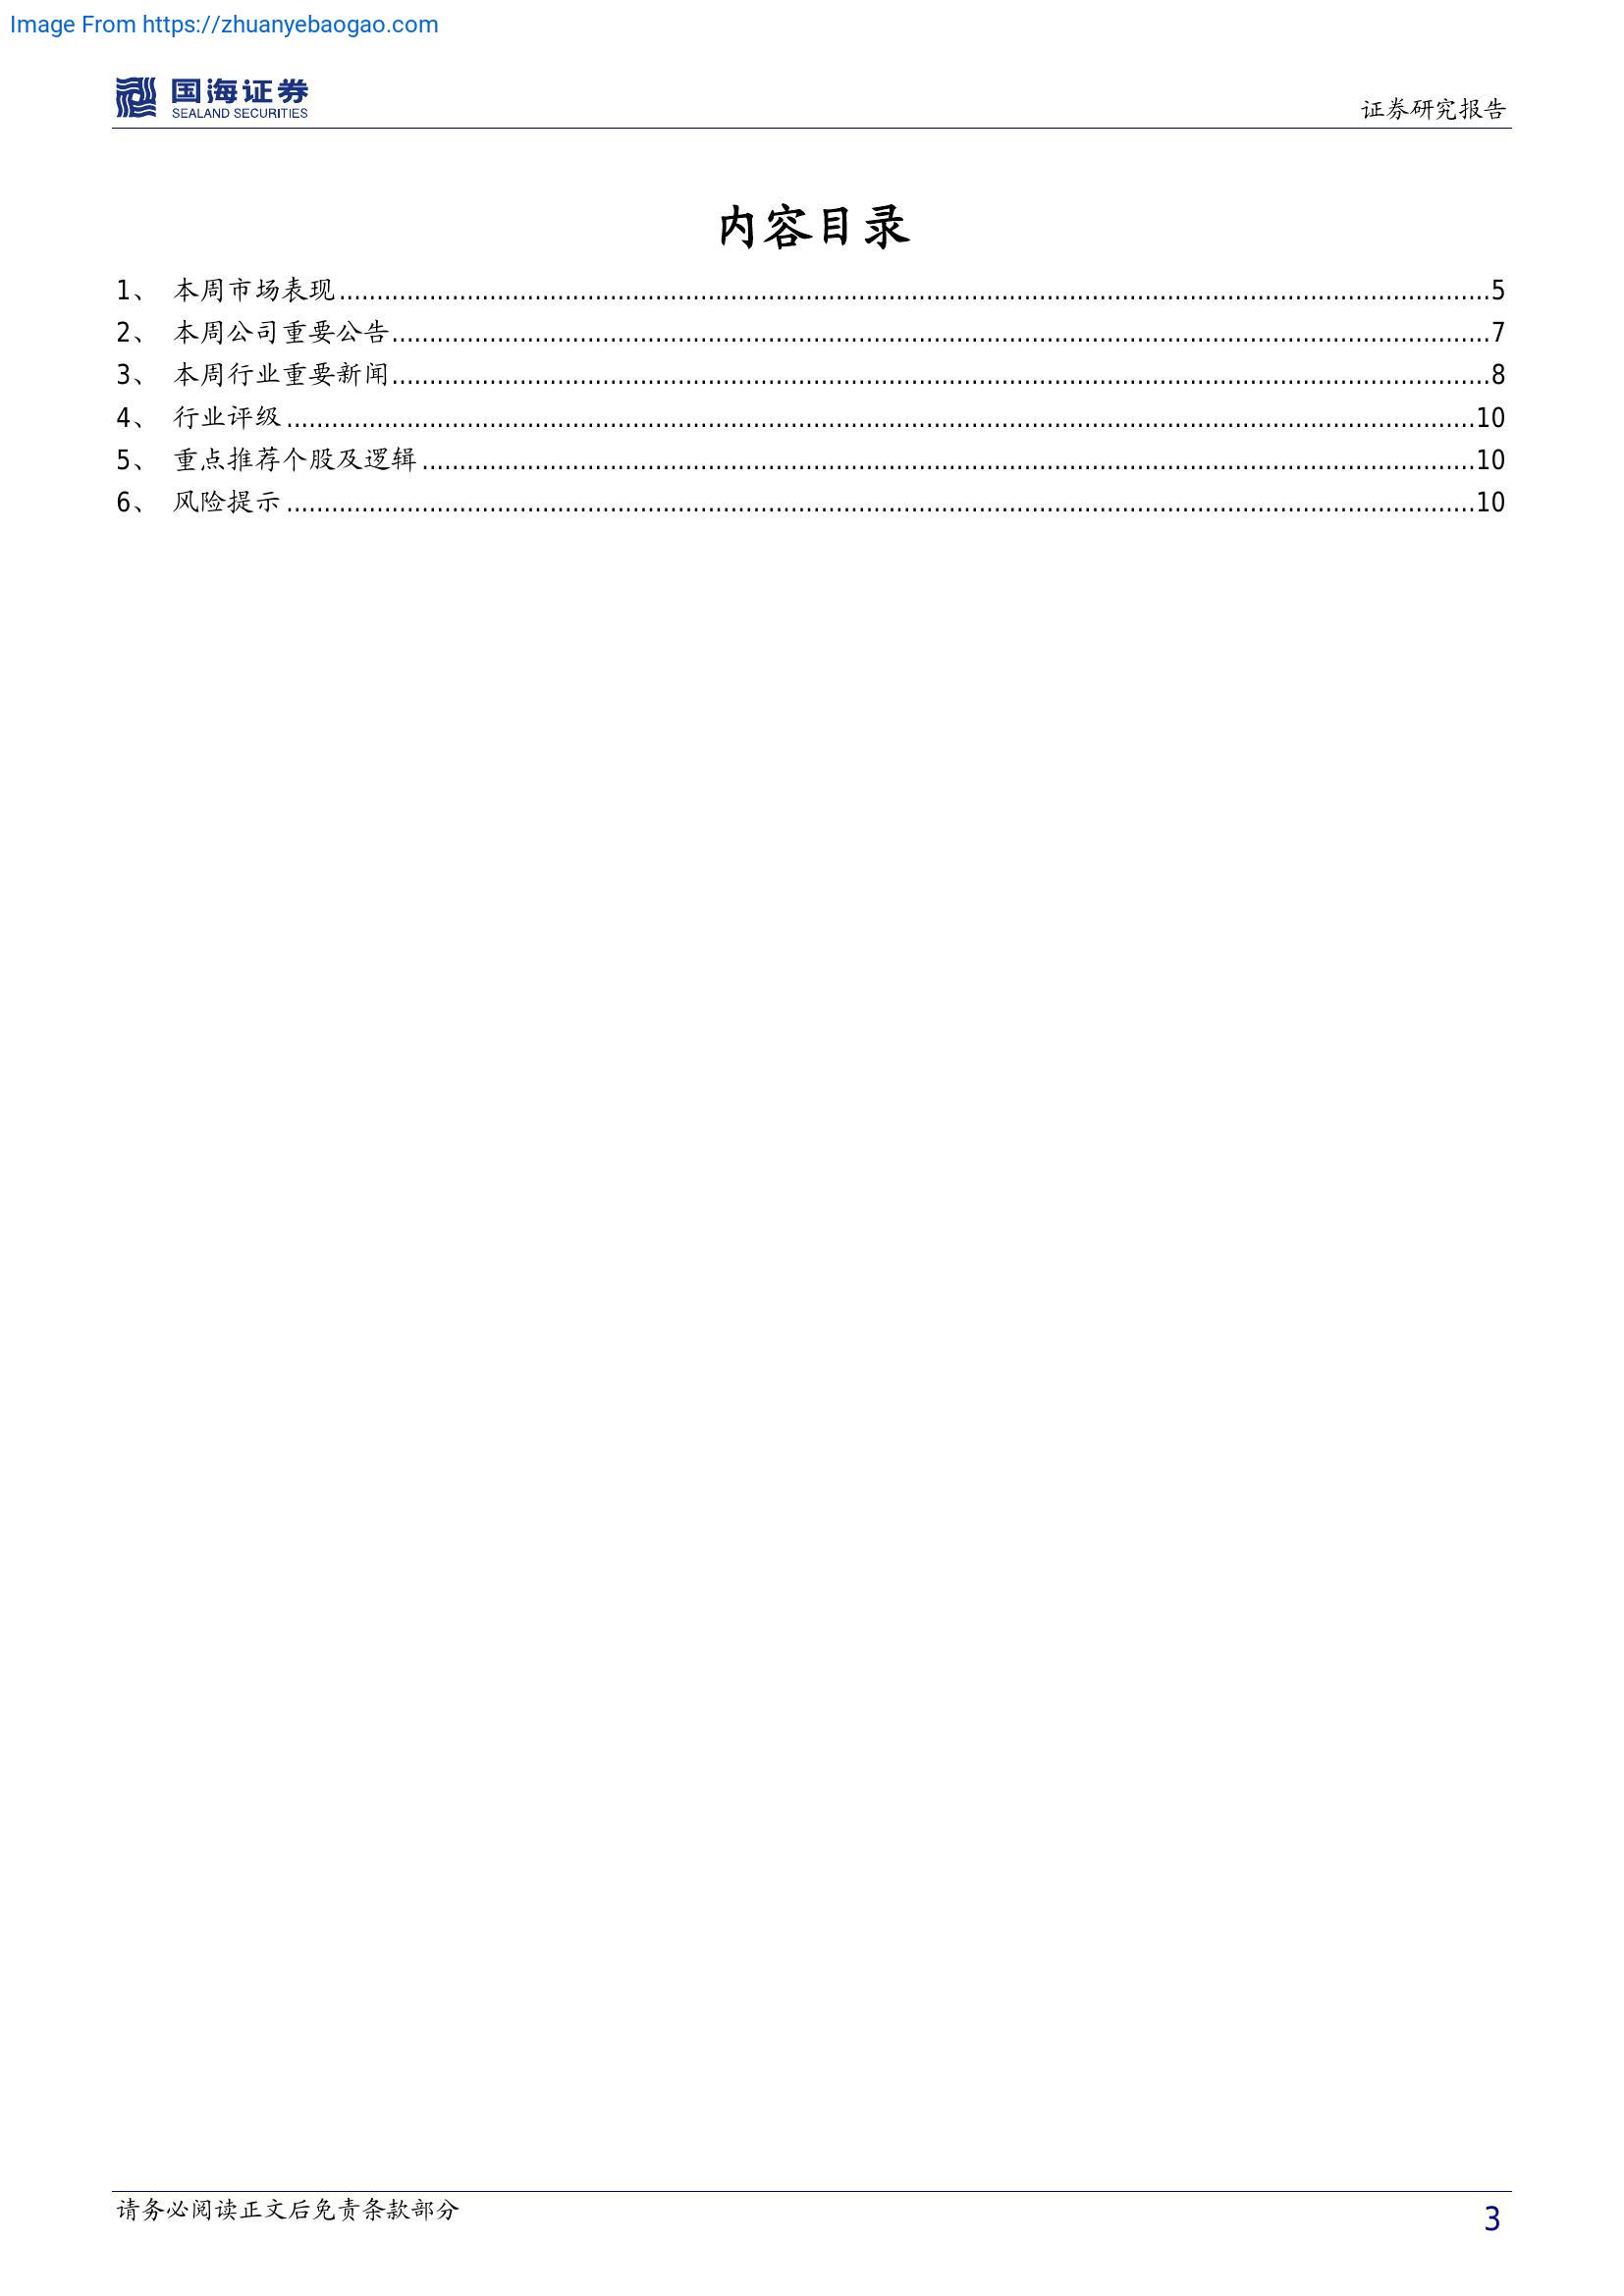 Image From https://zhuanyebaogao.com
国海证券
SEALAND SECURITIES
证券研究报告
内容目录
1、 本周市场表现........................................................................................................................5
2、 本周公司重要公告........................................................................................................................7
3、 本周行业重要新闻........................................................................................................................8
4、 行业评级........................................................................................................................10
5、 重点推荐个股及逻辑........................................................................................................................10
6、 风险提示........................................................................................................................10
请务必阅读正文后免责条款部分
3